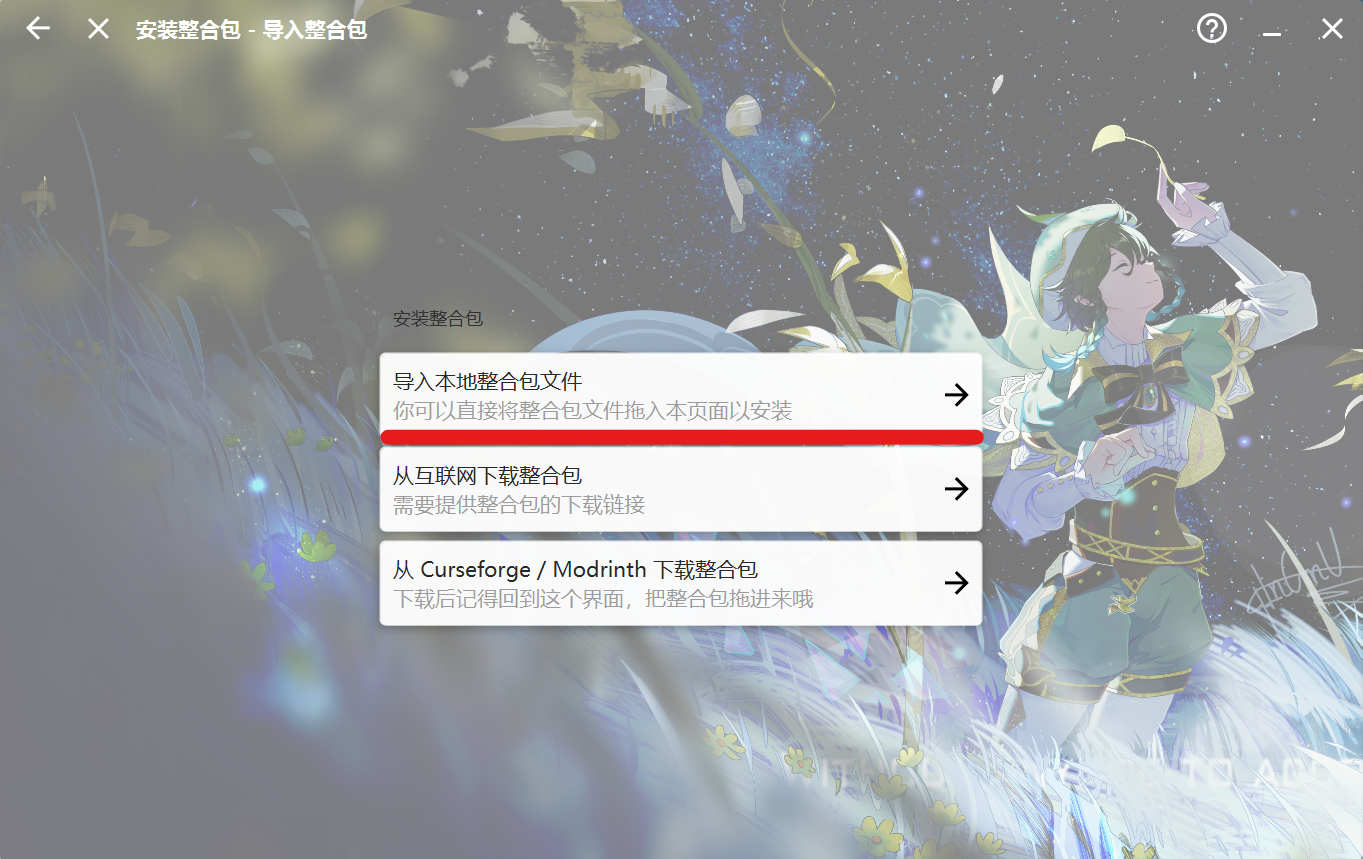 安装整合包 - 导入整合包
安装整合包
导入本地整合包文件
你可以直接将整合包文件拖入本页面以安装
从互联网下载整合包
需要提供整合包的下载链接
从 Curseforge / Modrinth 下载整合包
下载后记得回到这个界面，把整合包拖进来哦